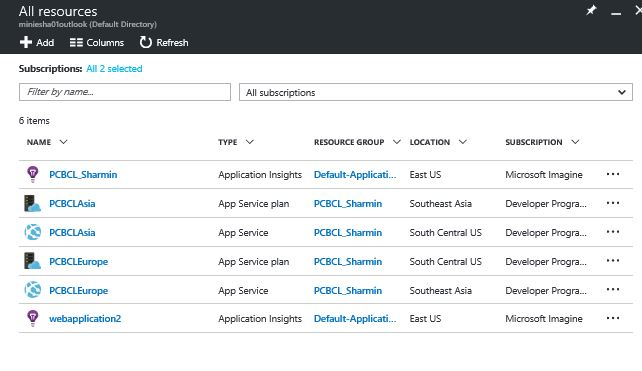 All resources
miniesha01outlook (Default Directory)
Add Columns Refresh
Subscriptions: All 2 selected
Filter by name... All subscriptions
6 items
NAME TYPE RESOURCE GROUP LOCATION SUBSCRIPTION
PCBCL_Sharmin Application Insights Default-Applicati... East US Microsoft Imagine ...
PCBCLAsia App Service plan PCBCL_Sharmin Southeast Asia Developer Progra... ...
PCBCLAsia App Service PCBCL_Sharmin South Central US Developer Progra... ...
PCBCLEurope App Service plan PCBCL_Sharmin South Central US Developer Progra... ...
PCBCLEurope App Service PCBCL_Sharmin Southeast Asia Developer Progra... ...
webapplication2 Application Insights Default-Applicati... East US Microsoft Imagine ...